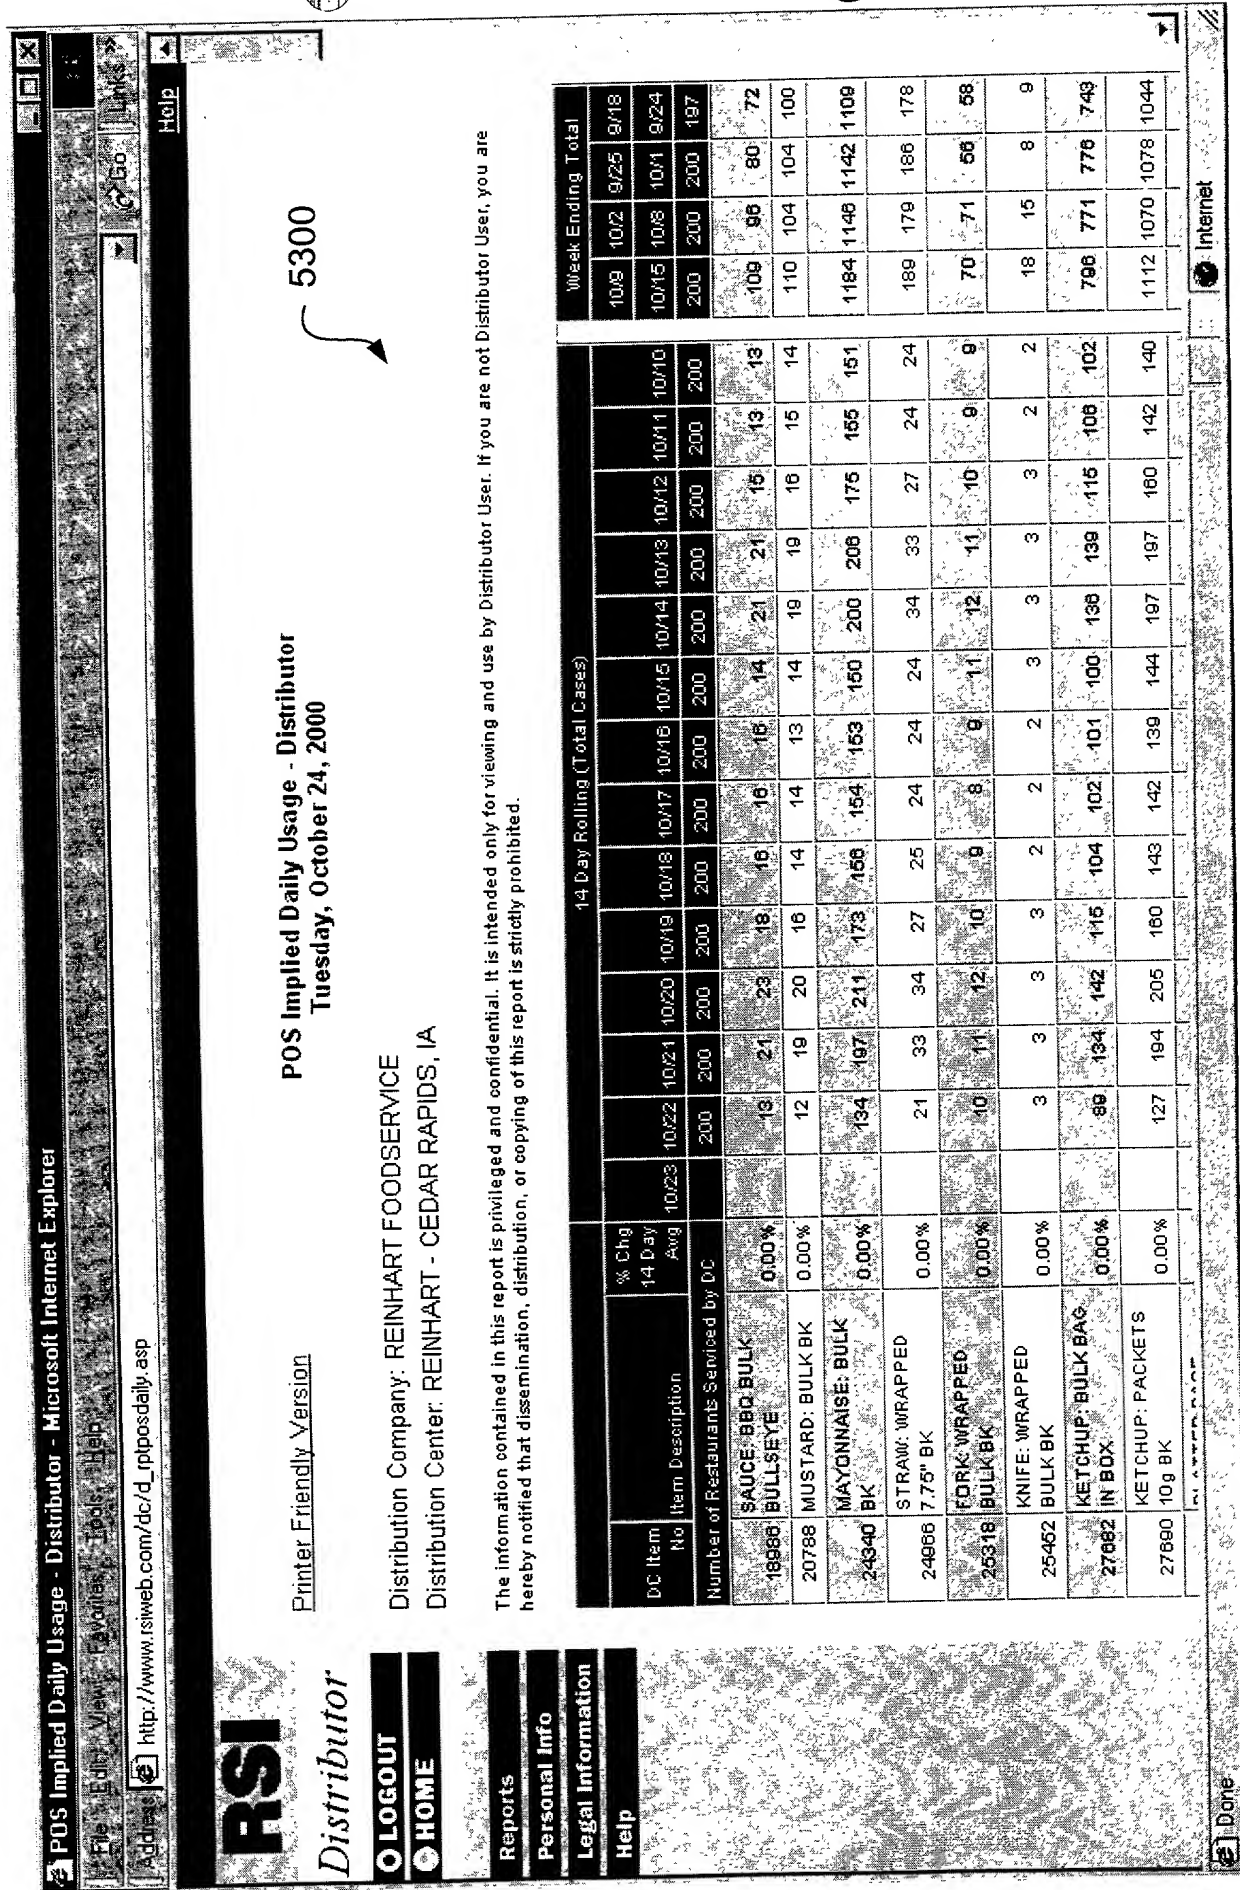 POS Implied Daily Usage - Distributor - Microsoft Internet Explorer
File Edit View Favorites Tools Help
Address http://www.rsiweb.com/dc/d_rptposdaily.asp Go Links »
Help
RSI
Distributor
LOGOUT
HOME
Reports
Personal Info
Legal Information
Help
Printer Friendly Version
POS Implied Daily Usage - Distributor
Tuesday, October 24, 2000
5300
Distribution Company: REINHART FOODSERVICE
Distribution Center: REINHART - CEDAR RAPIDS, IA
The information contained in this report is privileged and confidential. It is intended only for viewing and use by Distributor User. If you are not Distributor User, you are
hereby notified that dissemination, distribution, or copying of this report is strictly prohibited.
14 Day Rolling (Total Cases) Week Ending Total
% Chg 10/9 10/2 9/25 9/18
DC Item No Item Description 14 Day Avg 10/23 10/22 10/21 10/20 10/19 10/18 10/17 10/16 10/15 10/14 10/13 10/12 10/11 10/10 10/15 10/8 10/1 9/24
Number of Restaurants Serviced by DC 200 200 200 200 200 200 200 200 200 200 200 200 200 200 200 200 197
18986 SAUCE: BBQ BULK BULLSEYE 0.00% 13 21 23 18 16 16 16 14 21 21 15 13 13 109 96 80 72
20788 MUSTARD: BULK BK 0.00% 12 19 20 16 14 14 13 14 19 19 16 15 14 110 104 104 100
24340 MAYONNAISE: BULK BK 0.00% 134 197 211 173 156 154 153 150 200 206 175 155 151 1184 1146 1142 1109
24966 STRAW: WRAPPED 7.75" BK 0.00% 21 33 34 27 25 24 24 24 34 33 27 24 24 189 179 186 178
25318 FORK: WRAPPED BULK BK 0.00% 10 11 12 10 9 8 9 11 12 11 10 9 9 70 71 56 58
25462 KNIFE: WRAPPED BULK BK 0.00% 3 3 3 3 2 2 2 3 3 3 3 2 2 18 15 8 9
27682 KETCHUP: BULK BAG IN BOX 0.00% 89 134 142 115 104 102 101 100 136 139 115 106 102 796 771 776 743
27690 KETCHUP: PACKETS 10g BK 0.00% 127 194 205 160 143 142 139 144 197 197 160 142 140 1112 1070 1078 1044
Done Internet